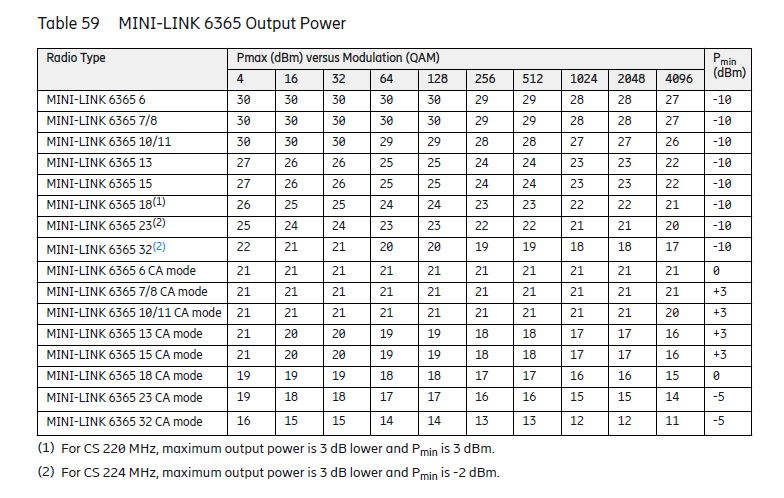 Table 59 MINI-LINK 6365 Output Power
Radio Type Pmax (dBm) versus Modulation (QAM) Pmin (dBm)
4 16 32 64 128 256 512 1024 2048 4096
MINI-LINK 6365 6 30 30 30 30 30 29 29 28 28 27 -10
MINI-LINK 6365 7/8 30 30 30 30 30 29 29 28 28 27 -10
MINI-LINK 6365 10/11 30 30 30 29 29 28 28 27 27 26 -10
MINI-LINK 6365 13 27 26 26 25 25 24 24 23 23 22 -10
MINI-LINK 6365 15 27 26 26 25 25 24 24 23 23 22 -10
MINI-LINK 6365 18(1) 26 25 25 24 24 23 23 22 22 21 -10
MINI-LINK 6365 23(2) 25 24 24 23 23 22 22 21 21 20 -10
MINI-LINK 6365 32(2) 22 21 21 20 20 19 19 18 18 17 -10
MINI-LINK 6365 6 CA mode 21 21 21 21 21 21 21 21 21 21 0
MINI-LINK 6365 7/8 CA mode 21 21 21 21 21 21 21 21 21 21 +3
MINI-LINK 6365 10/11 CA mode 21 21 21 21 21 21 21 21 21 20 +3
MINI-LINK 6365 13 CA mode 21 20 20 19 19 18 18 17 17 16 +3
MINI-LINK 6365 15 CA mode 21 20 20 19 19 18 18 17 17 16 +3
MINI-LINK 6365 18 CA mode 19 19 19 18 18 17 17 16 16 15 0
MINI-LINK 6365 23 CA mode 19 18 18 17 17 16 16 15 15 14 -5
MINI-LINK 6365 32 CA mode 16 15 15 14 14 13 13 12 12 11 -5
(1) For CS 220 MHz, maximum output power is 3 dB lower and Pmin is 3 dBm.
(2) For CS 224 MHz, maximum output power is 3 dB lower and Pmin is -2 dBm.